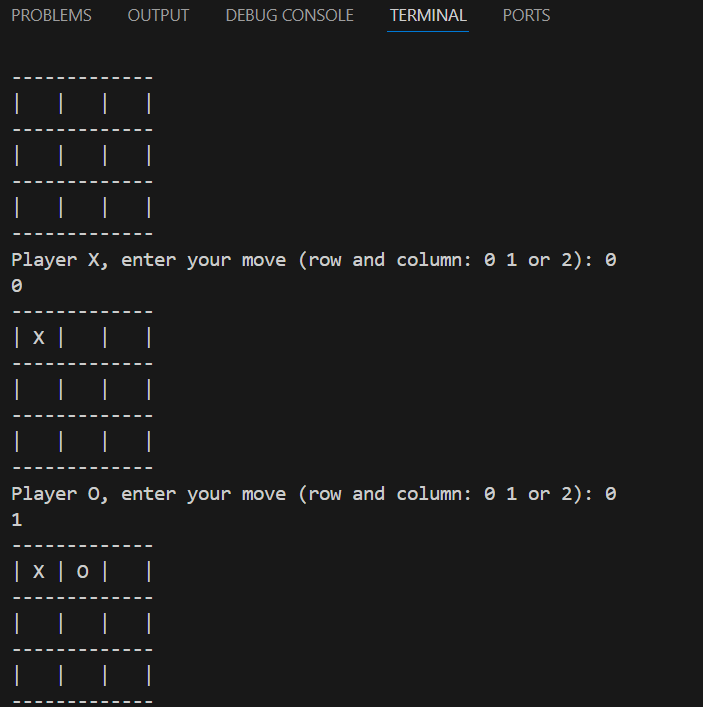 PROBLEMS OUTPUT DEBUG CONSOLE TERMINAL PORTS
-------------
|   |   |   |
-------------
|   |   |   |
-------------
|   |   |   |
-------------
Player X, enter your move (row and column: 0 1 or 2): 0
0
-------------
| X |   |   |
-------------
|   |   |   |
-------------
|   |   |   |
-------------
Player O, enter your move (row and column: 0 1 or 2): 0
1
-------------
| X | O |   |
-------------
|   |   |   |
-------------
|   |   |   |
-------------